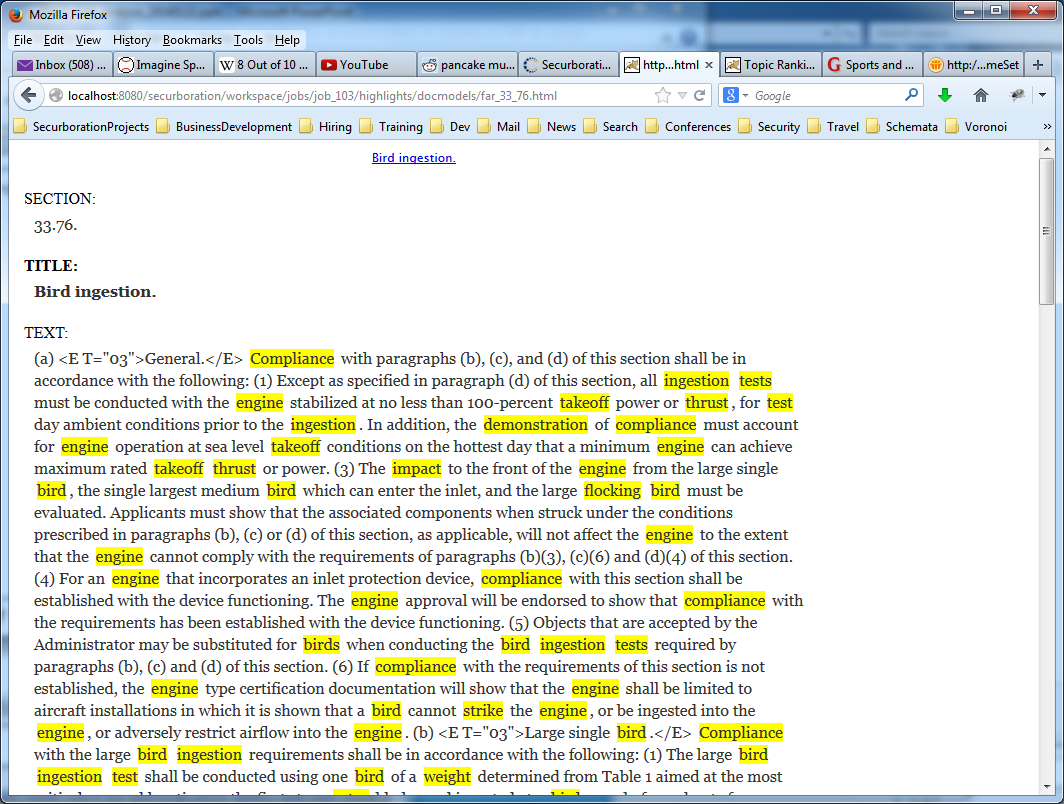 Mozilla Firefox
File Edit View History Bookmarks Tools Help
Inbox (508) ... Imagine Sp... W 8 Out of 10 ... YouTube pancake mu... Securborati... http...html Topic Ranki... Sports and ... http:/...meSet
localhost:8080/securboration/workspace/jobs/job_103/highlights/docmodels/far_33_76.html Google
SecurborationProjects BusinessDevelopment Hiring Training Dev Mail News Search Conferences Security Travel Schemata Voronoi »
Bird ingestion.
SECTION:
33.76.
TITLE:
Bird ingestion.
TEXT:
(a) <E T="03">General.</E> Compliance with paragraphs (b), (c), and (d) of this section shall be in
accordance with the following: (1) Except as specified in paragraph (d) of this section, all ingestion tests
must be conducted with the engine stabilized at no less than 100-percent takeoff power or thrust , for test
day ambient conditions prior to the ingestion . In addition, the demonstration of compliance must account
for engine operation at sea level takeoff conditions on the hottest day that a minimum engine can achieve
maximum rated takeoff thrust or power. (3) The impact to the front of the engine from the large single
bird , the single largest medium bird which can enter the inlet, and the large flocking bird must be
evaluated. Applicants must show that the associated components when struck under the conditions
prescribed in paragraphs (b), (c) or (d) of this section, as applicable, will not affect the engine to the extent
that the engine cannot comply with the requirements of paragraphs (b)(3), (c)(6) and (d)(4) of this section.
(4) For an engine that incorporates an inlet protection device, compliance with this section shall be
established with the device functioning. The engine approval will be endorsed to show that compliance with
the requirements has been established with the device functioning. (5) Objects that are accepted by the
Administrator may be substituted for birds when conducting the bird ingestion tests required by
paragraphs (b), (c) and (d) of this section. (6) If compliance with the requirements of this section is not
established, the engine type certification documentation will show that the engine shall be limited to
aircraft installations in which it is shown that a bird cannot strike the engine , or be ingested into the
engine , or adversely restrict airflow into the engine . (b) <E T="03">Large single bird .</E> Compliance
with the large bird ingestion requirements shall be in accordance with the following: (1) The large bird
ingestion test shall be conducted using one bird of a weight determined from Table 1 aimed at the most